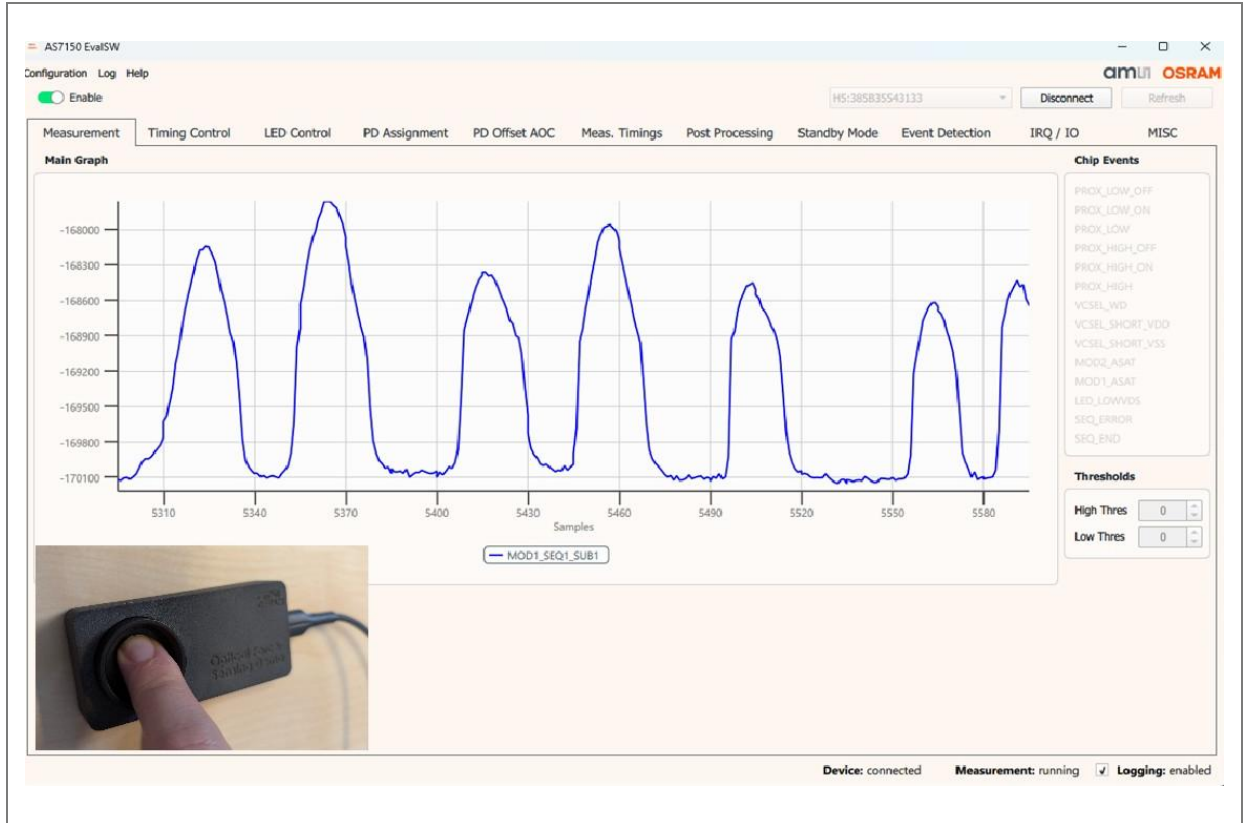 AS7150 EvalSW
Configuration Log Help
amu OSRAM
Enable
H5:385835543133
Disconnect
Refresh
Measurement
Timing Control
LED Control
PD Assignment
PD Offset AOC
Meas. Timings
Post Processing
Standby Mode
Event Detection
IRQ / IO
MISC
Main Graph
-168000
-168300
-168600
-168900
-169200
-169500
-169800
-170100
5310
5340
5370
5400
5430
5460
5490
5520
5550
5580
Samples
MOD1_SEQ1_SUB1
Chip Events
PROX_LOW_OFF
PROX_LOW_ON
PROX_LOW
PROX_HIGH_OFF
PROX_HIGH_ON
PROX_HIGH
VCSEL_WD
VCSEL_SHORT_VDD
VCSEL_SHORT_VSS
MOD2_ASAT
MOD1_ASAT
LED_LOWVDS
SEQ_ERROR
SEQ_END
Thresholds
High Thres 0
Low Thres 0
Device: connected
Measurement: running
Logging: enabled